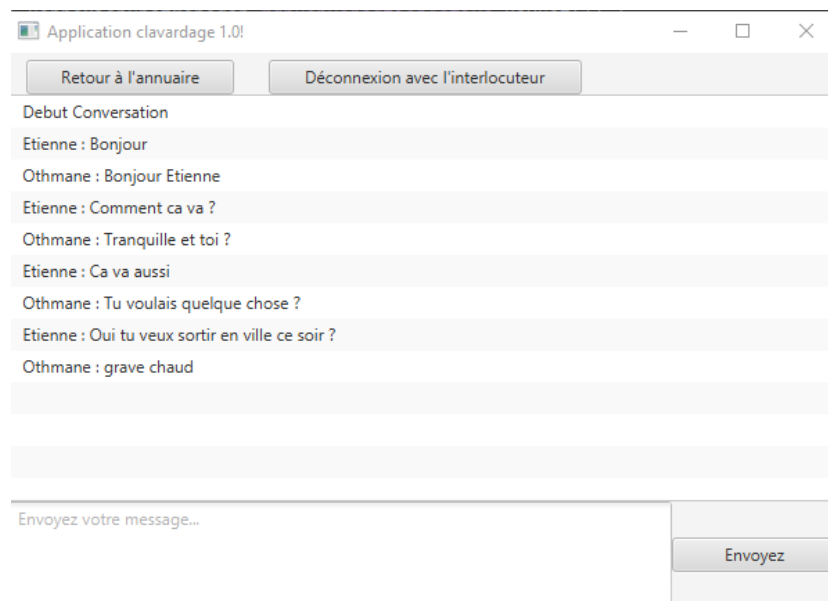 Application clavardage 1.0!
Retour à l'annuaire
Déconnexion avec l'interlocuteur
Debut Conversation
Etienne : Bonjour
Othmane : Bonjour Etienne
Etienne : Comment ca va ?
Othmane : Tranquille et toi ?
Etienne : Ca va aussi
Othmane : Tu voulais quelque chose ?
Etienne : Oui tu veux sortir en ville ce soir ?
Othmane : grave chaud
Envoyez votre message...
Envoyez